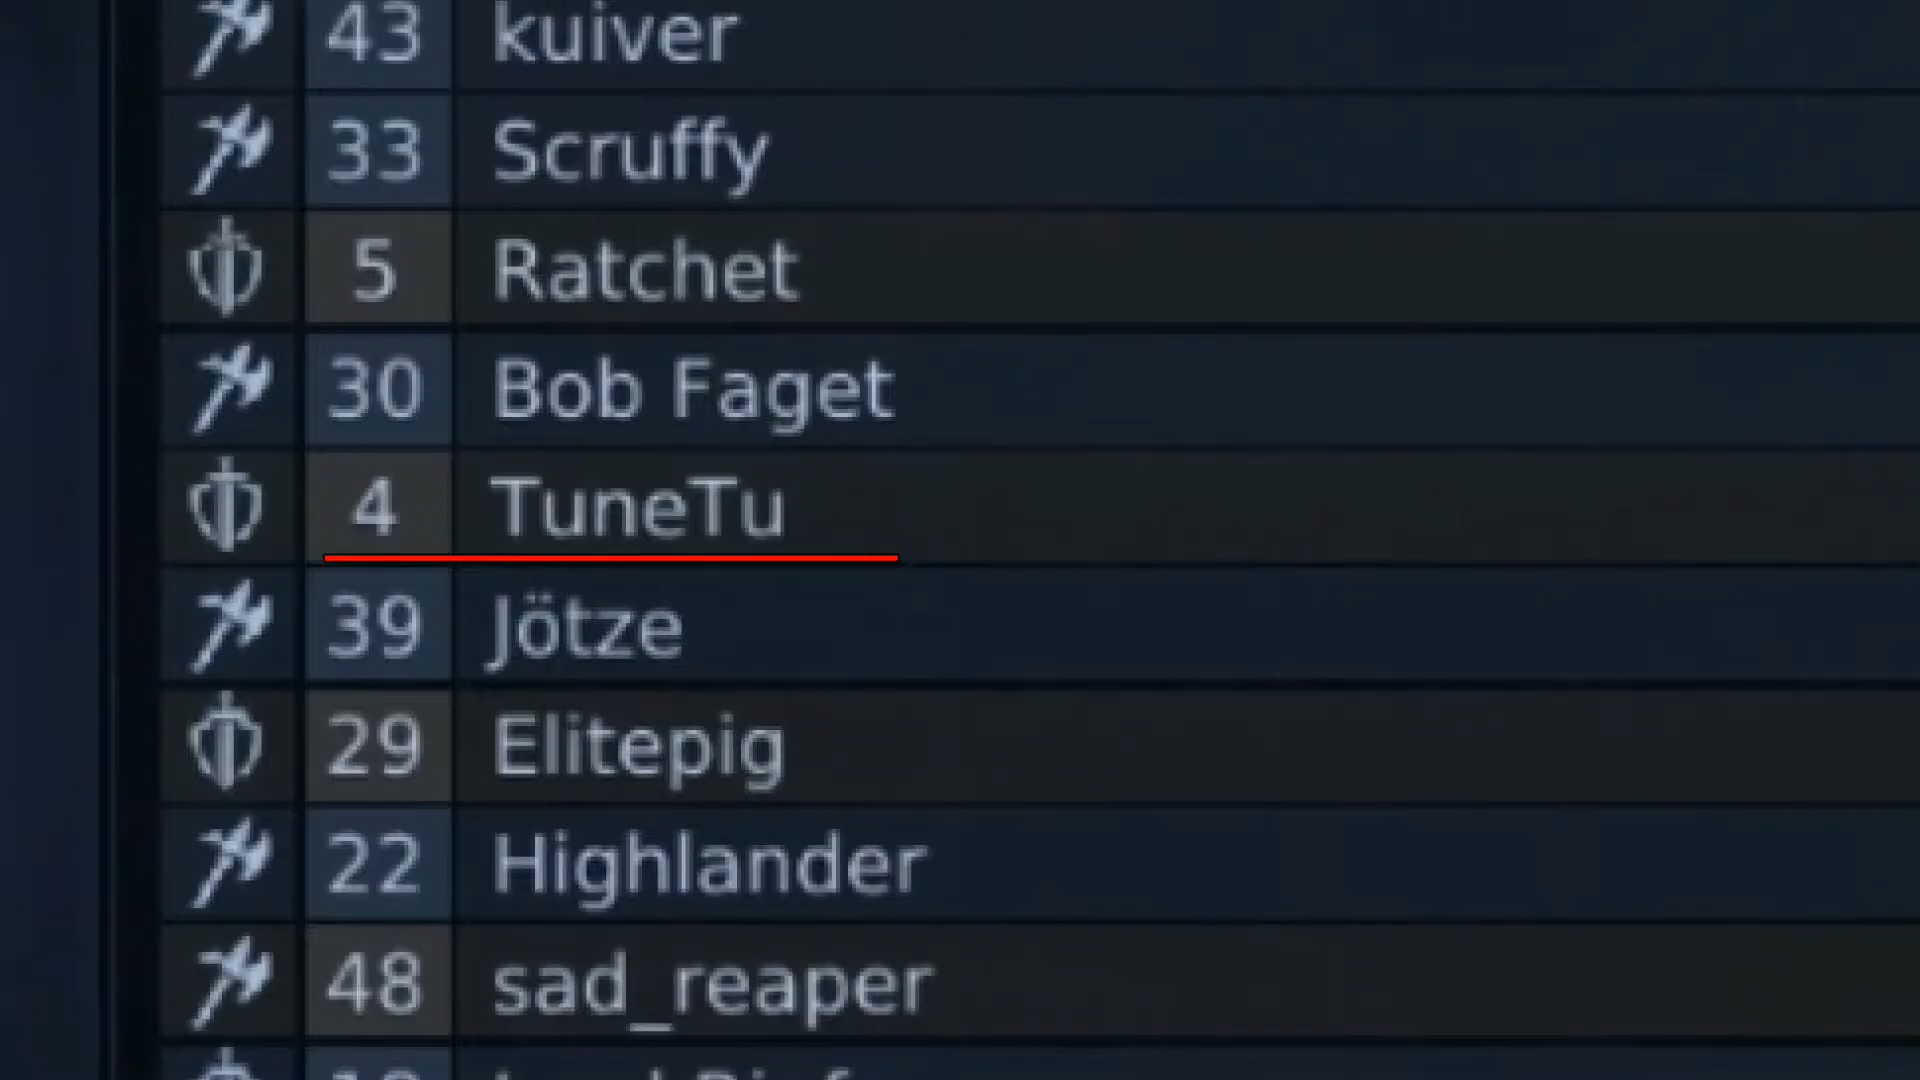 43 kuiver
33 Scruffy
5 Ratchet
30 Bob Faget
4 TuneTu
39 Jötze
29 Elitepig
22 Highlander
48 sad_reaper